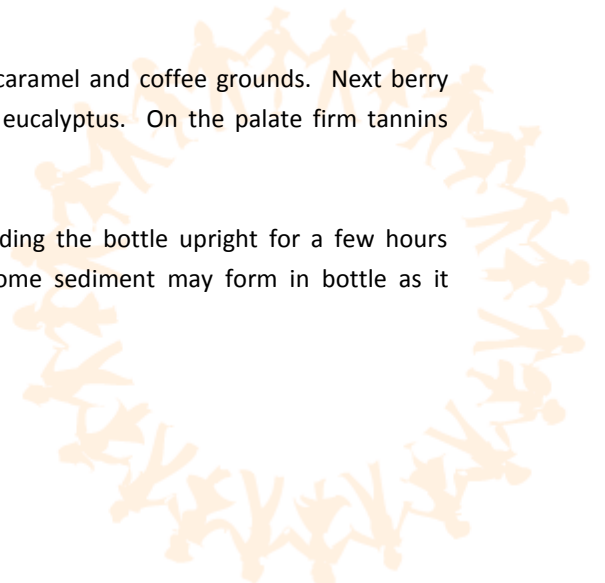 caramel and coffee grounds. Next berry
eucalyptus. On the palate firm tannins
ding the bottle upright for a few hours
ome sediment may form in bottle as it